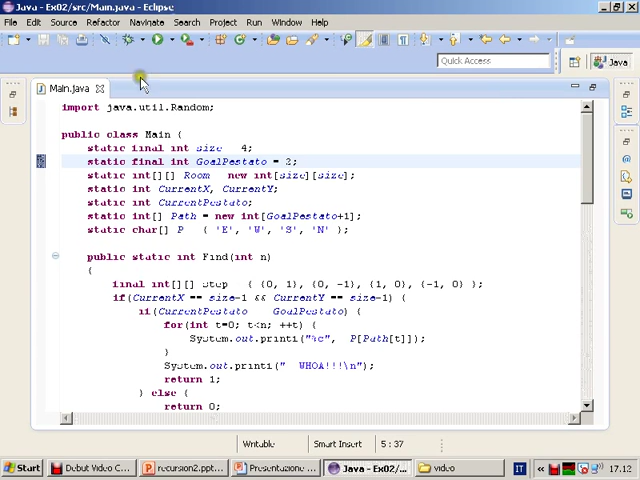 Java - Ex02/src/Main.java - Eclipse
File Edit Source Refactor Navigate Search Project Run Window Help
Quick Access
Java
Main.java
import java.util.Random;
public class Main {
static final int size = 4;
static final int GoalPestato = 2;
static int[][] Room = new int[size][size];
static int CurrentX, CurrentY;
static int CurrentPestato;
static int[] Path = new int[GoalPestato+1];
static char[] P = { 'E', 'W', 'S', 'N' };
public static int Find(int n)
{
final int[][] step = { {0, 1}, {0, -1}, {1, 0}, {-1, 0} };
if(CurrentX == size-1 && CurrentY == size-1) {
if(CurrentPestato == GoalPestato) {
for(int t=0; t<n; ++t) {
System.out.printf("%c", P[Path[t]]);
}
System.out.printf("  WHOA!!!\n");
return 1;
} else {
return 0;
Writable Smart Insert 5 : 37
Start Debut Video C... recursion2.ppt... Presentazione ... Java - Ex02/... video IT 17.12